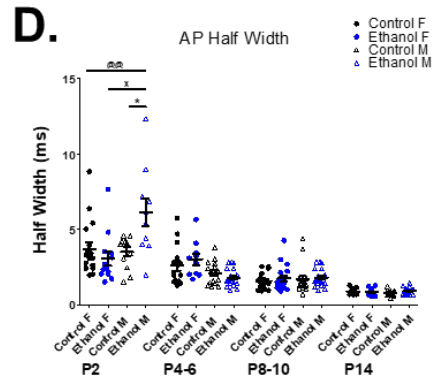 D.
AP Half Width
Control F
Ethanol F
Control M
Ethanol M
@@
x
*
Half Width (ms)
15
10
5
0
Control F Ethanol F Control M Ethanol M Control F Ethanol F Control M Ethanol M Control F Ethanol F Control M Ethanol M Control F Ethanol F Control M Ethanol M
P2 P4-6 P8-10 P14